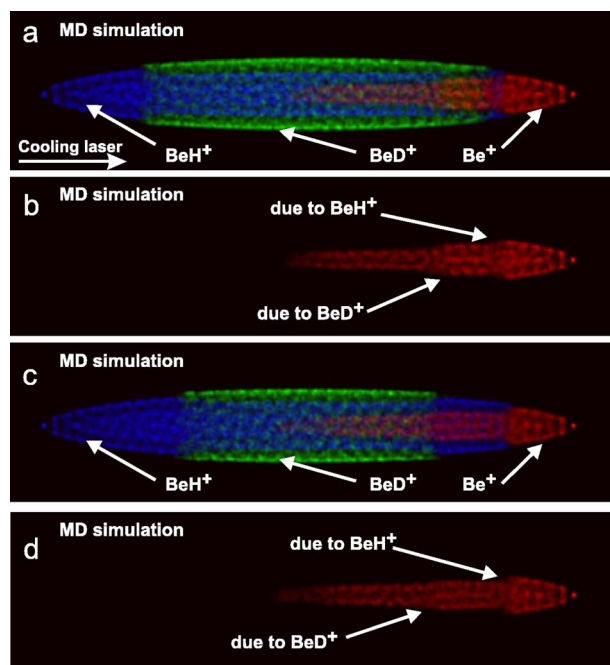 a MD simulation
Cooling laser
BeH+
BeD+
Be+
b MD simulation
due to BeH+
due to BeD+
c MD simulation
BeH+
BeD+
Be+
d MD simulation
due to BeH+
due to BeD+